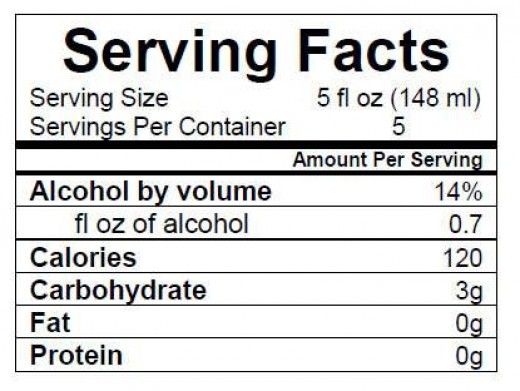 Serving Facts
Serving Size 5 fl oz (148 ml)
Servings Per Container 5
Amount Per Serving
Alcohol by volume 14%
fl oz of alcohol 0.7
Calories 120
Carbohydrate 3g
Fat 0g
Protein 0g